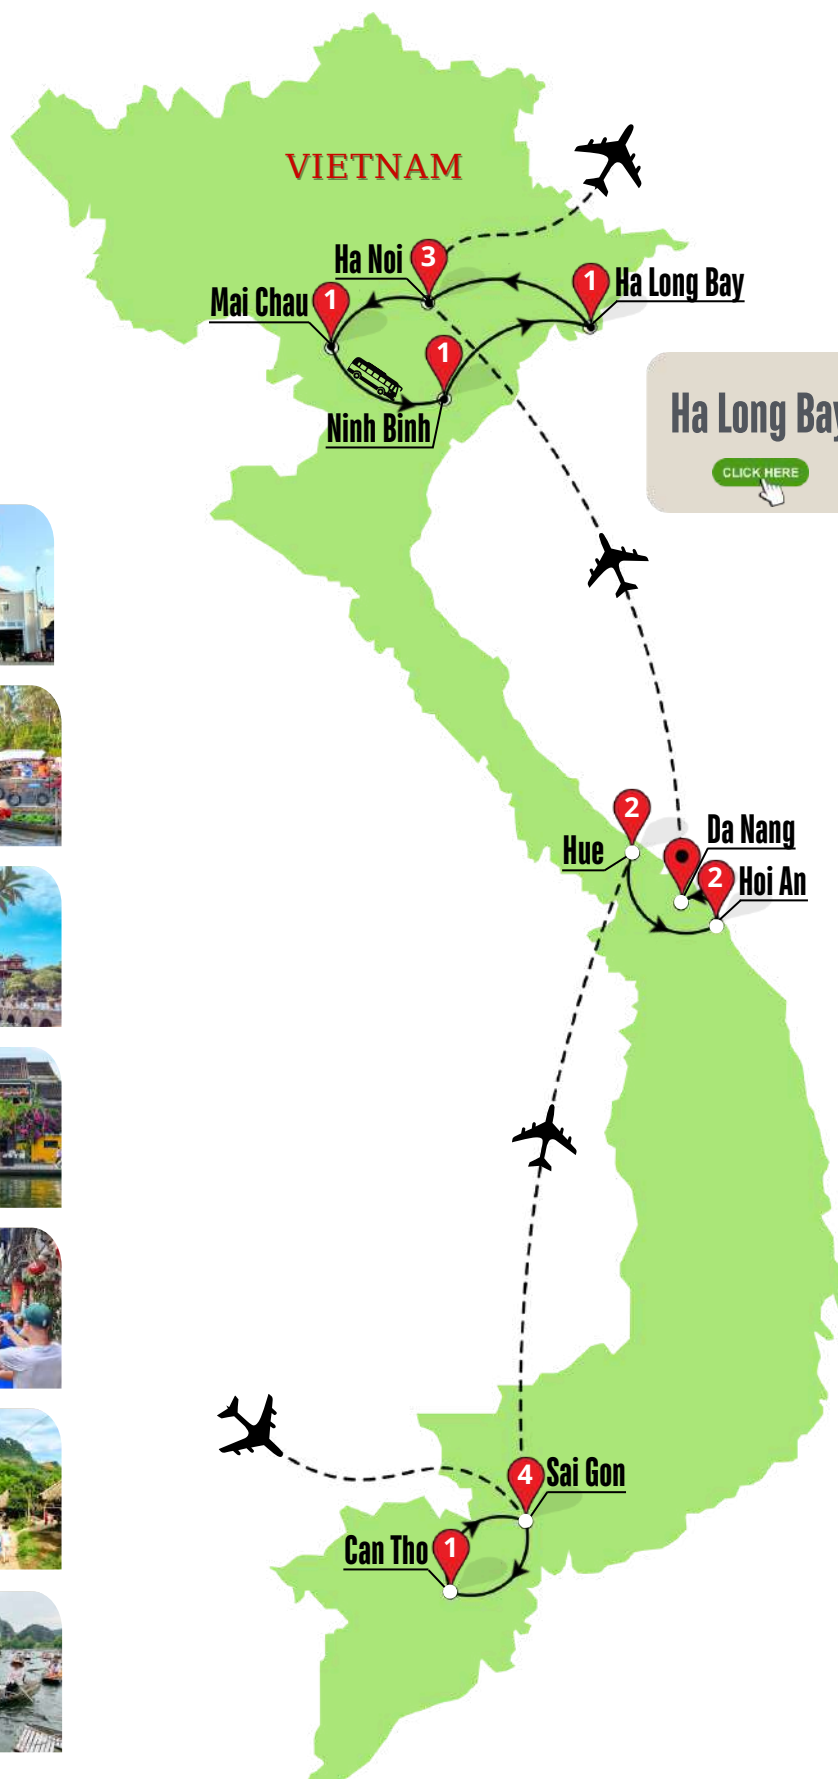 VIETNAM
Ha Noi
3
1
Ha Long Bay
Mai Chau
1
1
Ninh Binh
Ha Long Bay
CLICK HERE
2
Da Nang
Hue
2
Hoi An
4
Sai Gon
Can Tho
1